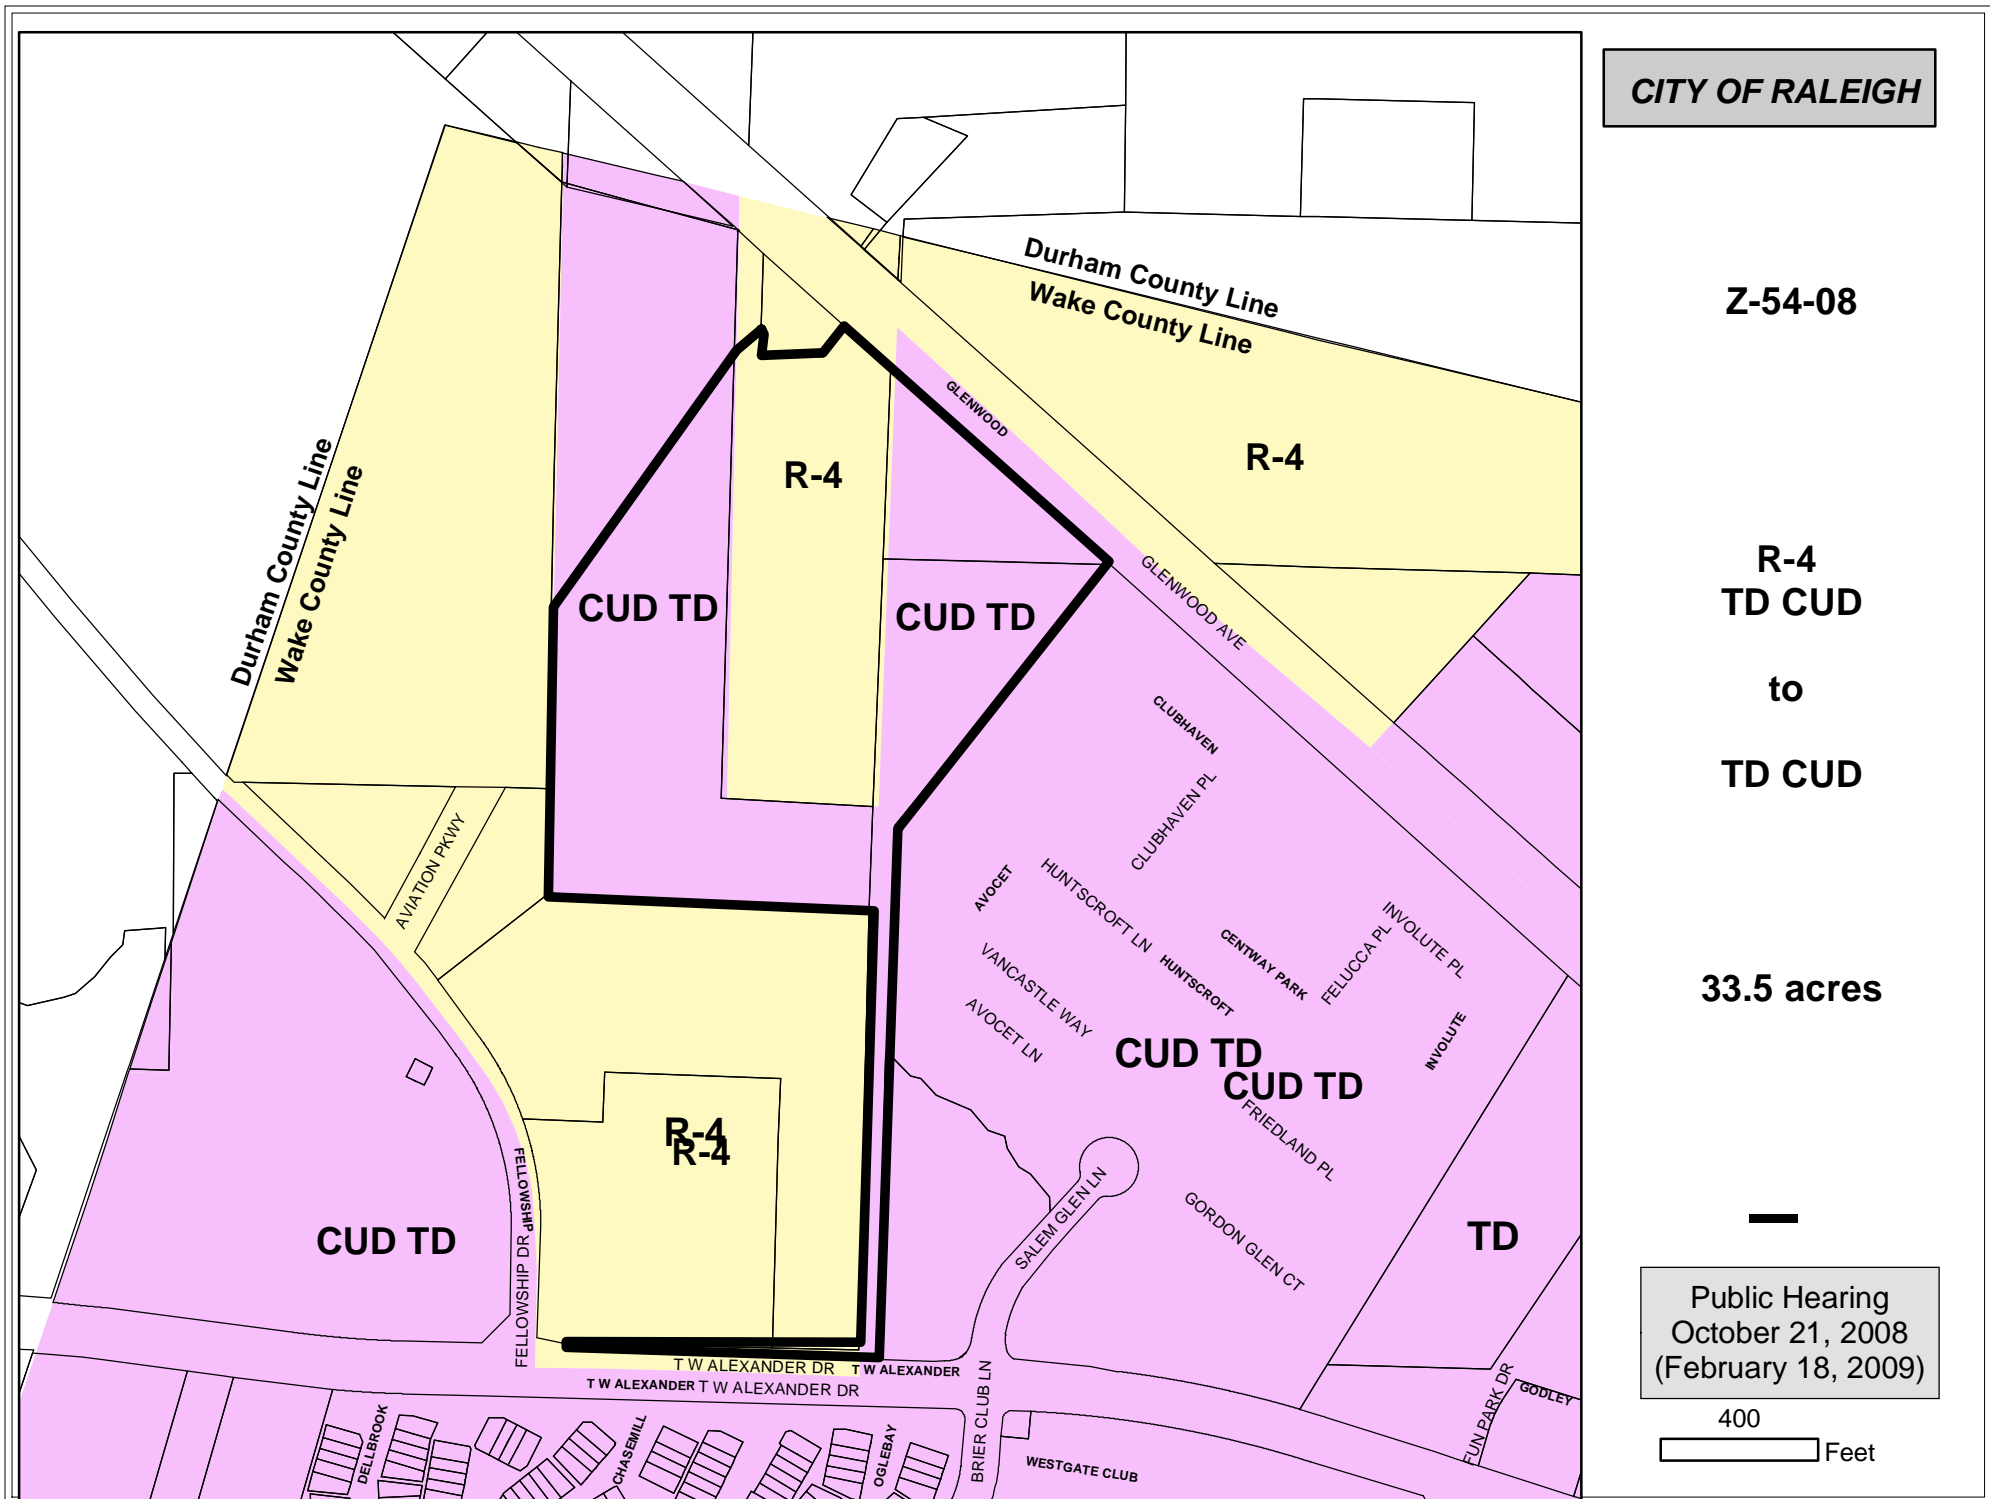 CITY OF RALEIGH
Z-54-08
R-4
TD CUD
to
TD CUD
33.5 acres
Public Hearing
October 21, 2008
(February 18, 2009)
400
Feet
Durham County Line
Wake County Line
Durham County Line
Wake County Line
GLENWOOD
R-4
R-4
CUD TD
CUD TD
GLENWOOD AVE
CLUBHAVEN
CLUBHAVEN PL
AVIATION PKWY
AVOCET
HUNTSCROFT LN
HUNTSCROFT
CENTWAY PARK
FELUCCA PL
INVOLUTE PL
VANCASTLE WAY
AVOCET LN
INVOLUTE
CUD TD
CUD TD
FRIEDLAND PL
R-4
R-4
FELLOWSHIP
FELLOWSHIP DR
CUD TD
SALEM GLEN LN
GORDON GLEN CT
TD
T W ALEXANDER DR
T W ALEXANDER
T W ALEXANDER
T W ALEXANDER DR
BRIER CLUB LN
FUN PARK DR
GODLEY
DELLBROOK
CHASEMILL
OGLEBAY
WESTGATE CLUB